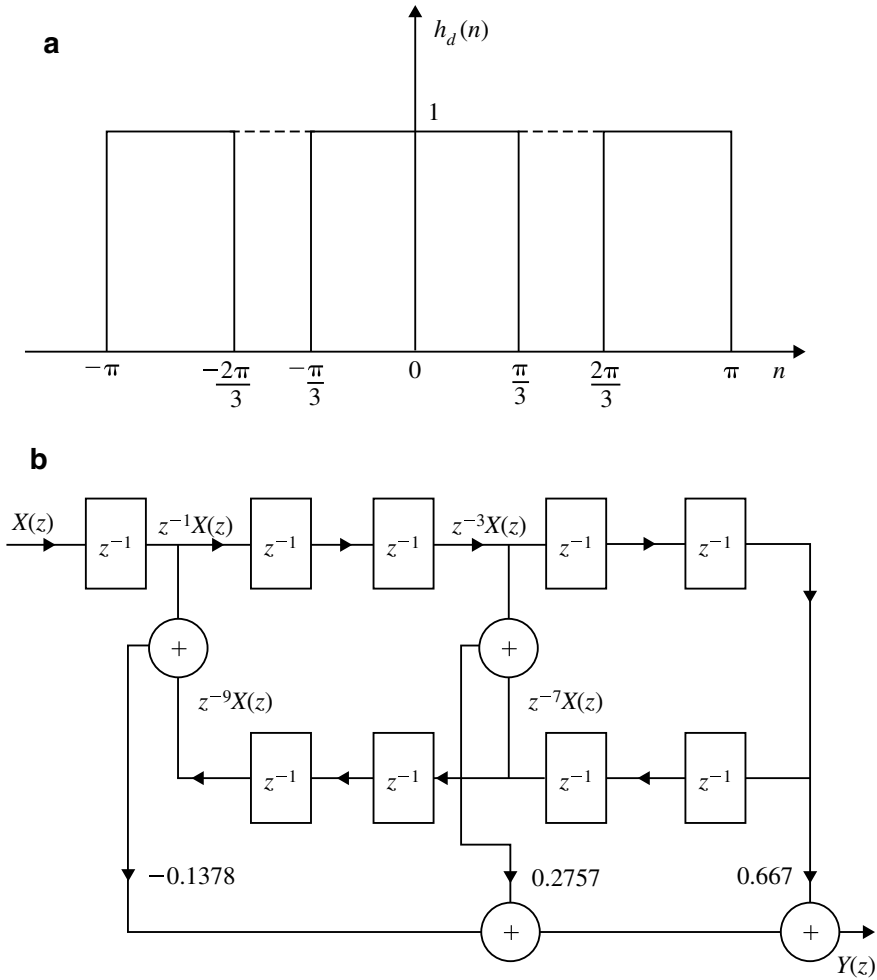 a
h_d(n)
1
−π
−2π/3
−π/3
0
π/3
2π/3
π
n
b
X(z)
z⁻¹
z⁻¹X(z)
z⁻¹
z⁻¹
z⁻³X(z)
z⁻¹
z⁻¹
+
+
z⁻⁹X(z)
z⁻⁷X(z)
z⁻¹
z⁻¹
z⁻¹
z⁻¹
−0.1378
0.2757
0.667
+
+
Y(z)